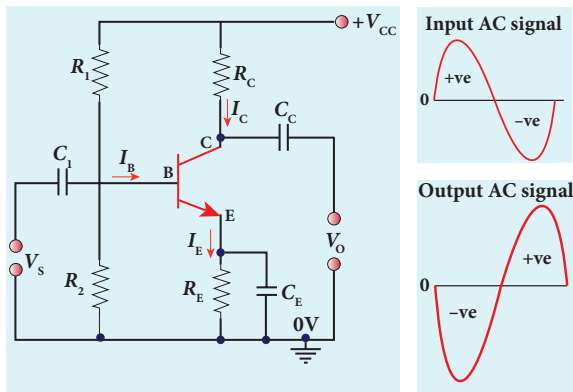 +V_CC
R_1
R_C
I_C
C_C
C
C_1
I_B
B
E
I_E
V_S
V_O
R_2
R_E
C_E
0V
Input AC signal
+ve
0
–ve
Output AC signal
+ve
0
–ve